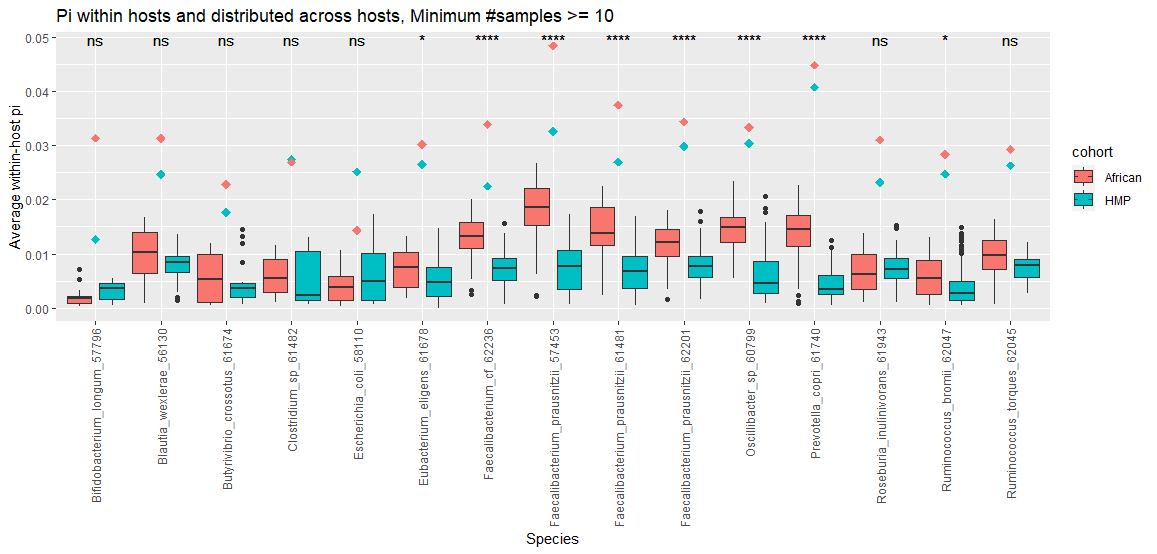 Pi within hosts and distributed across hosts, Minimum #samples >= 10
0.05
0.04
0.03
0.02
0.01
0.00
Average within-host pi
ns ns ns ns ns * **** **** **** **** **** **** ns * ns
Bifidobacterium_longum_57796
Blautia_wexlerae_56130
Butyrivibrio_crossotus_61674
Clostridium_sp_61482
Escherichia_coli_58110
Eubacterium_eligens_61678
Faecalibacterium_cf_62236
Faecalibacterium_prausnitzii_57453
Faecalibacterium_prausnitzii_61481
Faecalibacterium_prausnitzii_62201
Oscillibacter_sp_60799
Prevotella_copri_61740
Roseburia_inulinivorans_61943
Ruminococcus_bromii_62047
Ruminococcus_torques_62045
Species
cohort
African
HMP